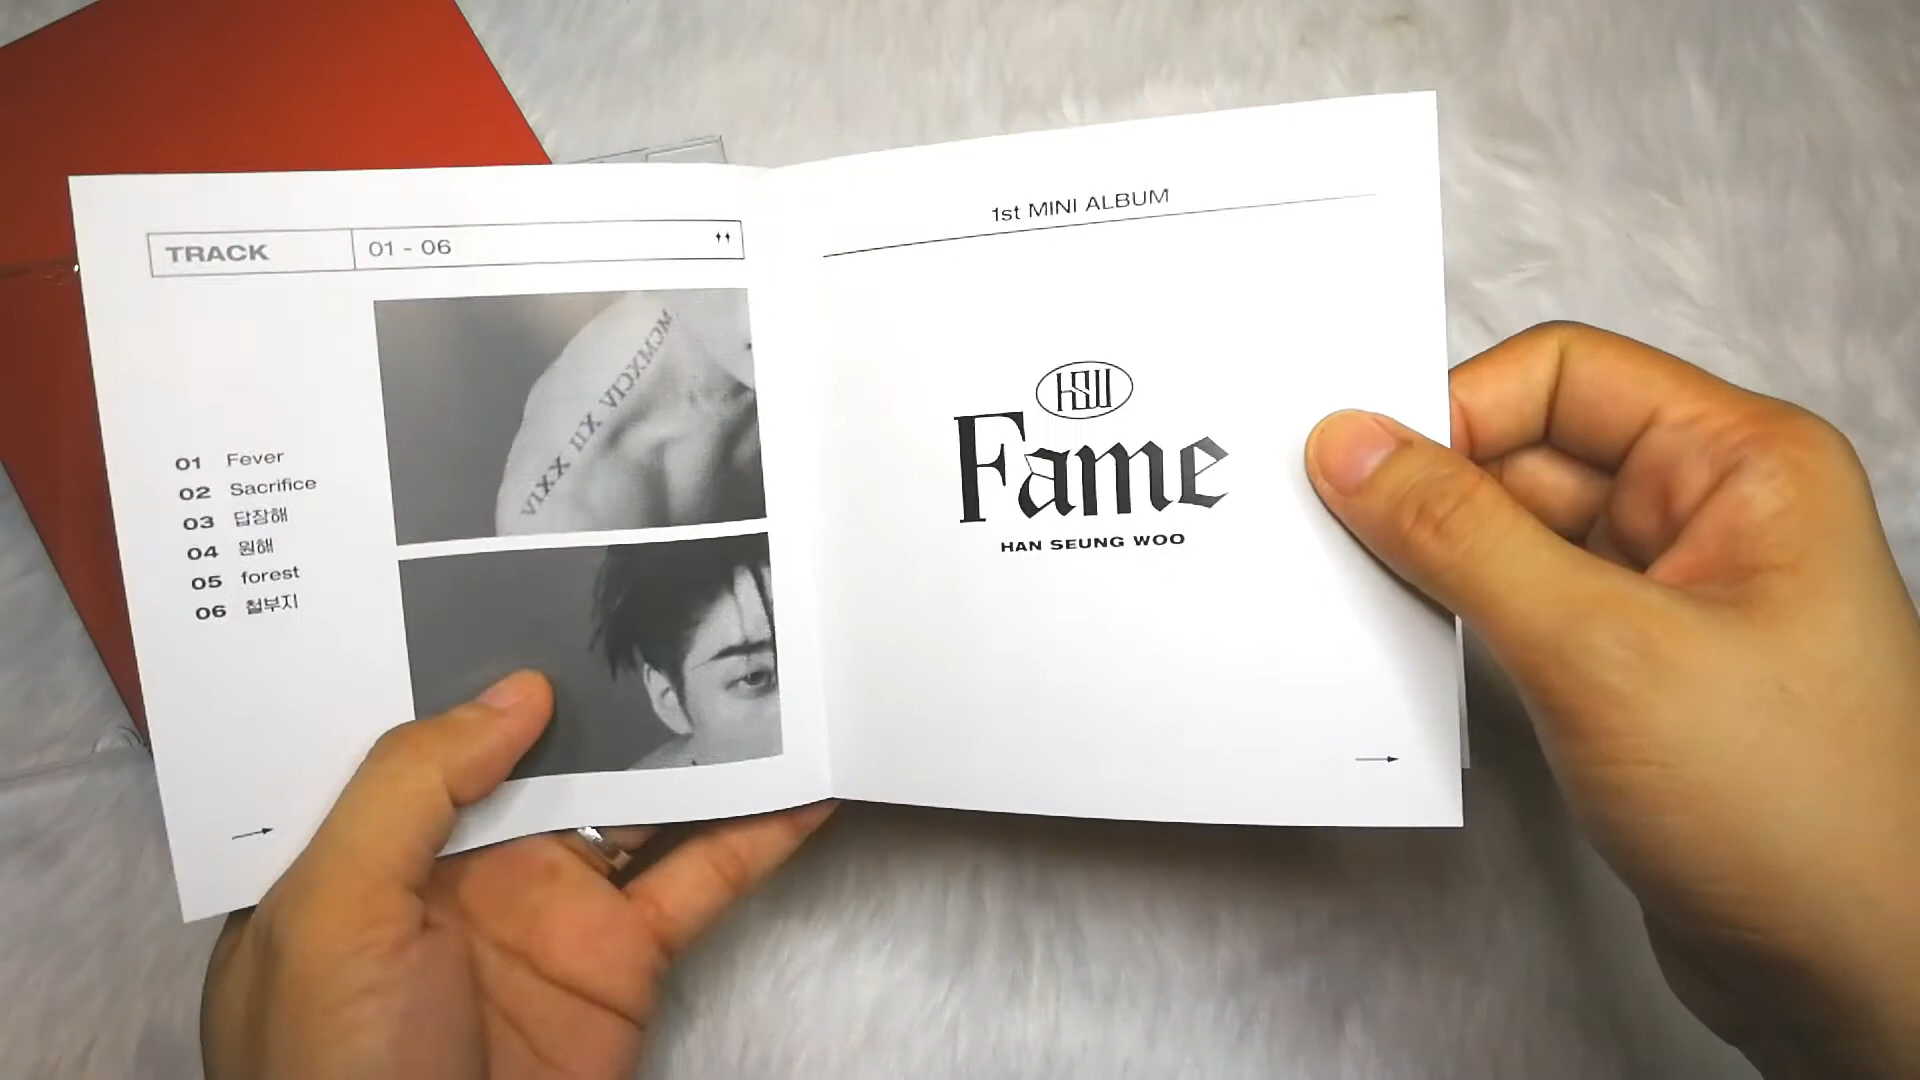 TRACK 01 - 06
01 Fever
02 Sacrifice
03 답장해
04 원해
05 forest
06 철부지
MCMXCIV XII XXIV
1st MINI ALBUM
HSW
Fame
HAN SEUNG WOO